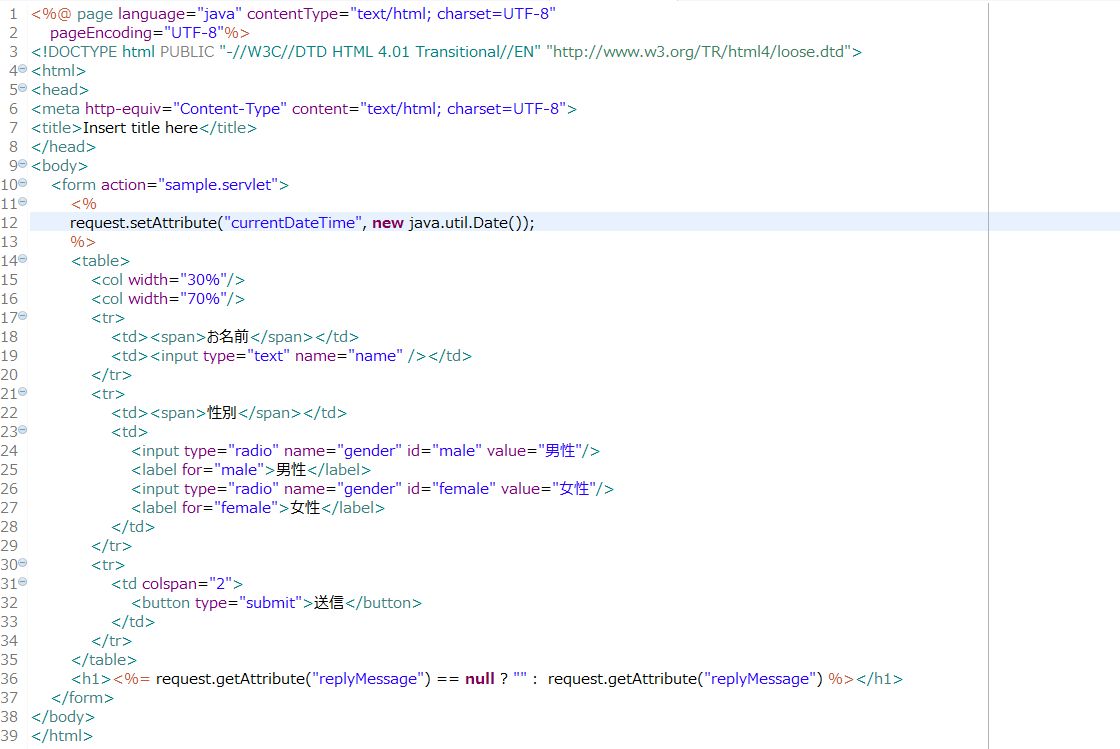 1 <%@ page language="java" contentType="text/html; charset=UTF-8"
2 pageEncoding="UTF-8"%>
3 <!DOCTYPE html PUBLIC "-//W3C//DTD HTML 4.01 Transitional//EN" "http://www.w3.org/TR/html4/loose.dtd">
4 <html>
5 <head>
6 <meta http-equiv="Content-Type" content="text/html; charset=UTF-8">
7 <title>Insert title here</title>
8 </head>
9 <body>
10 <form action="sample.servlet">
11 <%
12 request.setAttribute("currentDateTime", new java.util.Date());
13 %>
14 <table>
15 <col width="30%"/>
16 <col width="70%"/>
17 <tr>
18 <td><span>お名前</span></td>
19 <td><input type="text" name="name" /></td>
20 </tr>
21 <tr>
22 <td><span>性別</span></td>
23 <td>
24 <input type="radio" name="gender" id="male" value="男性"/>
25 <label for="male">男性</label>
26 <input type="radio" name="gender" id="female" value="女性"/>
27 <label for="female">女性</label>
28 </td>
29 </tr>
30 <tr>
31 <td colspan="2">
32 <button type="submit">送信</button>
33 </td>
34 </tr>
35 </table>
36 <h1><%= request.getAttribute("replyMessage") == null ? "" : request.getAttribute("replyMessage") %></h1>
37 </form>
38 </body>
39 </html>